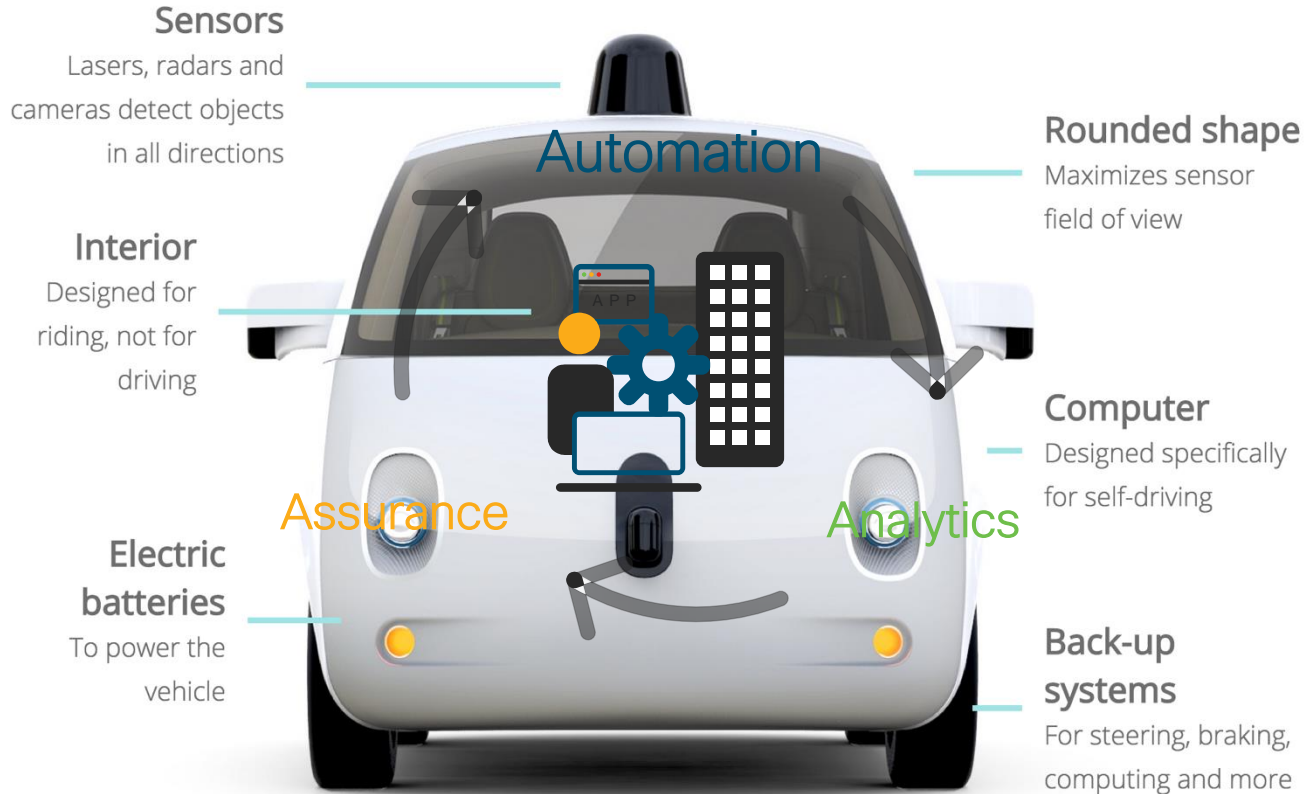 Sensors
Lasers, radars and
cameras detect objects
in all directions
Interior
Designed for
riding, not for
driving
Electric
batteries
To power the
vehicle
Automation
APP
Assurance
Analytics
Rounded shape
Maximizes sensor
field of view
Computer
Designed specifically
for self-driving
Back-up
systems
For steering, braking,
computing and more